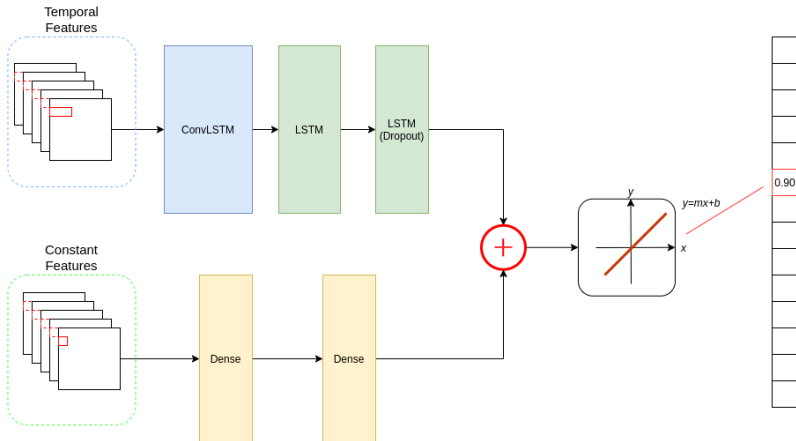 Temporal
Features
ConvLSTM
LSTM
LSTM
(Dropout)
Constant
Features
Dense
Dense
+
y
y=mx+b
x
0.90